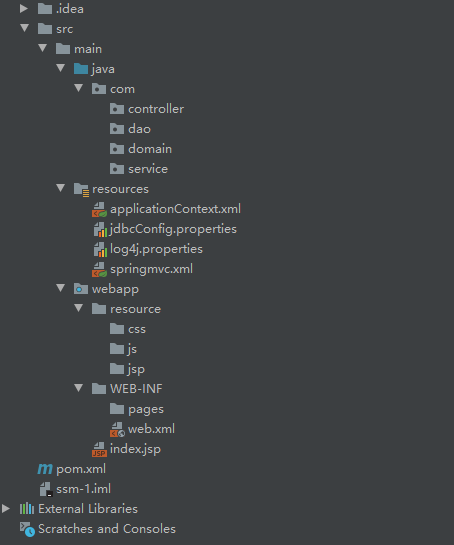 .idea
src
main
java
com
controller
dao
domain
service
resources
applicationContext.xml
jdbcConfig.properties
log4j.properties
springmvc.xml
webapp
resource
css
js
jsp
WEB-INF
pages
web.xml
index.jsp
pom.xml
ssm-1.iml
External Libraries
Scratches and Consoles